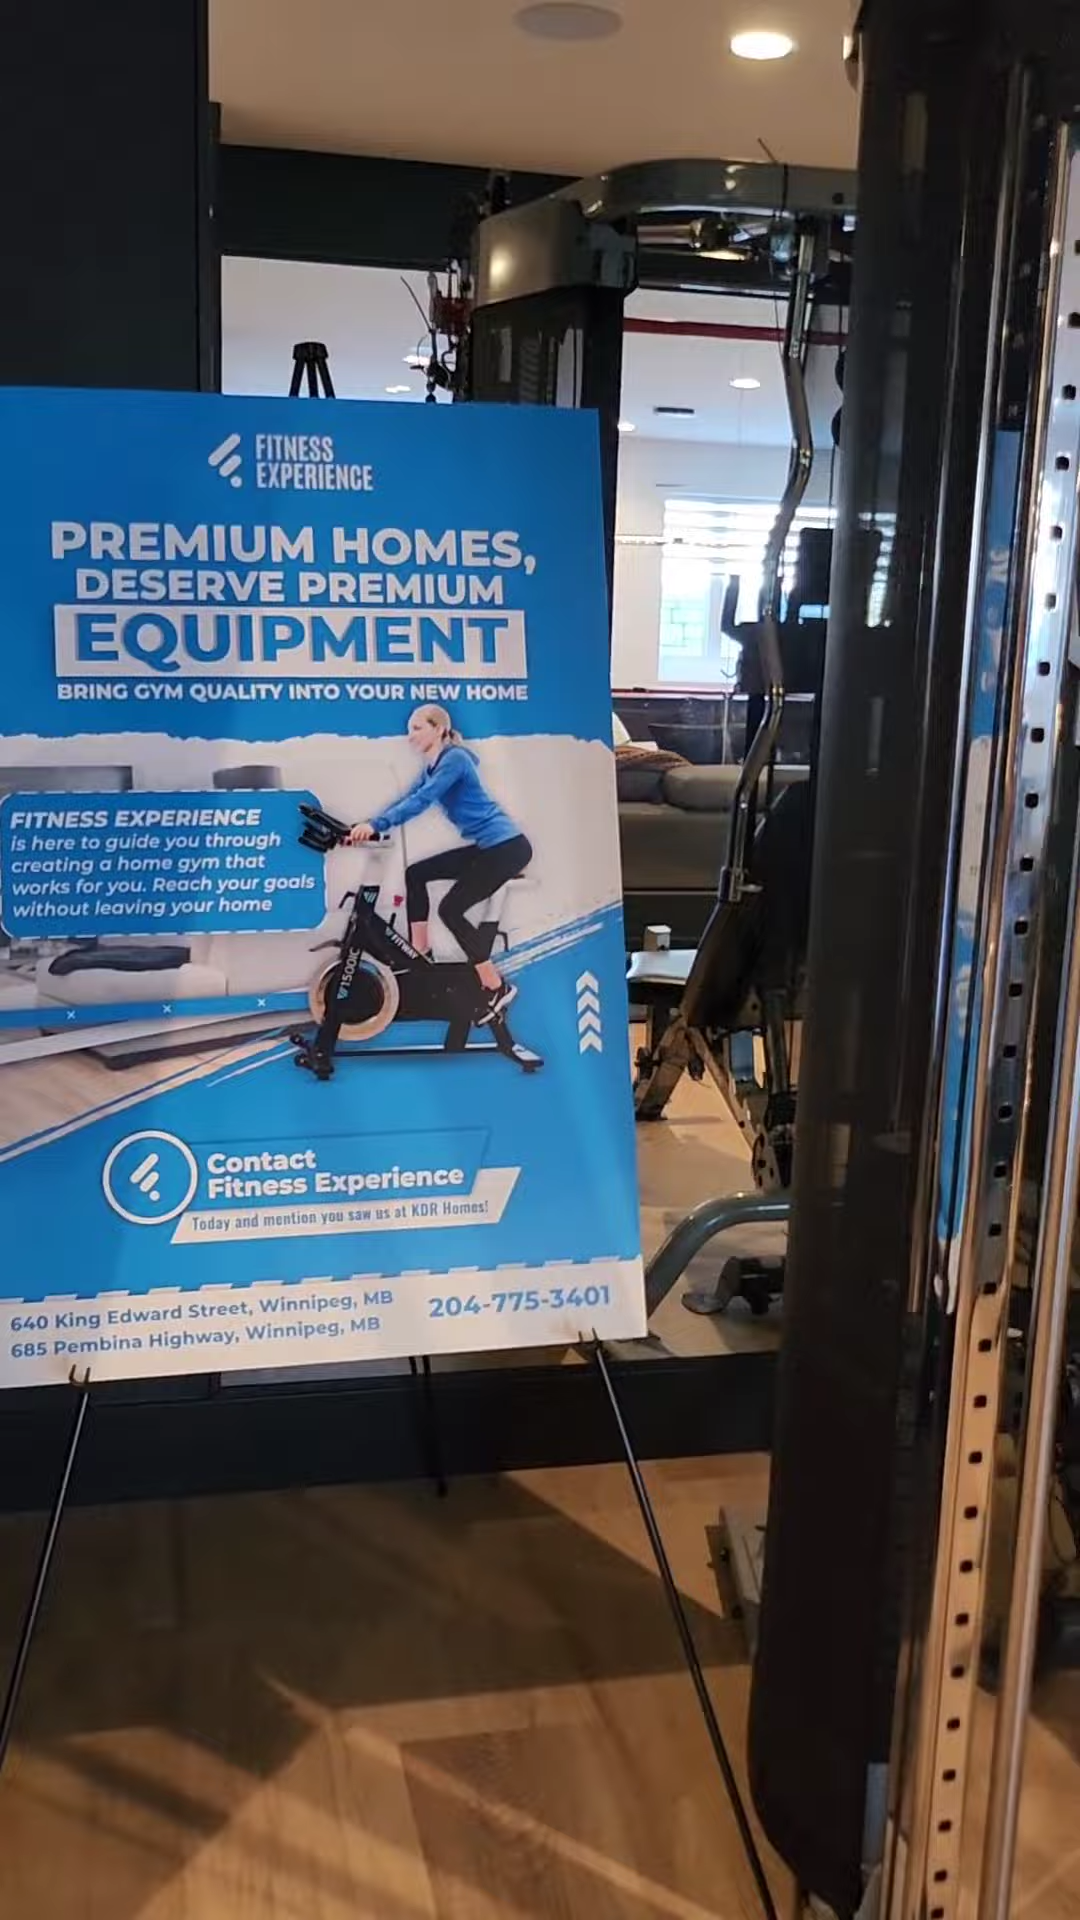 FITNESS
EXPERIENCE
PREMIUM HOMES,
DESERVE PREMIUM
EQUIPMENT
BRING GYM QUALITY INTO YOUR NEW HOME
FITNESS EXPERIENCE
is here to guide you through
creating a home gym that
works for you. Reach your goals
without leaving your home
FITWAY
1500IC
Contact
Fitness Experience
Today and mention you saw us at KDR Homes!
640 King Edward Street, Winnipeg, MB
685 Pembina Highway, Winnipeg, MB
204-775-3401